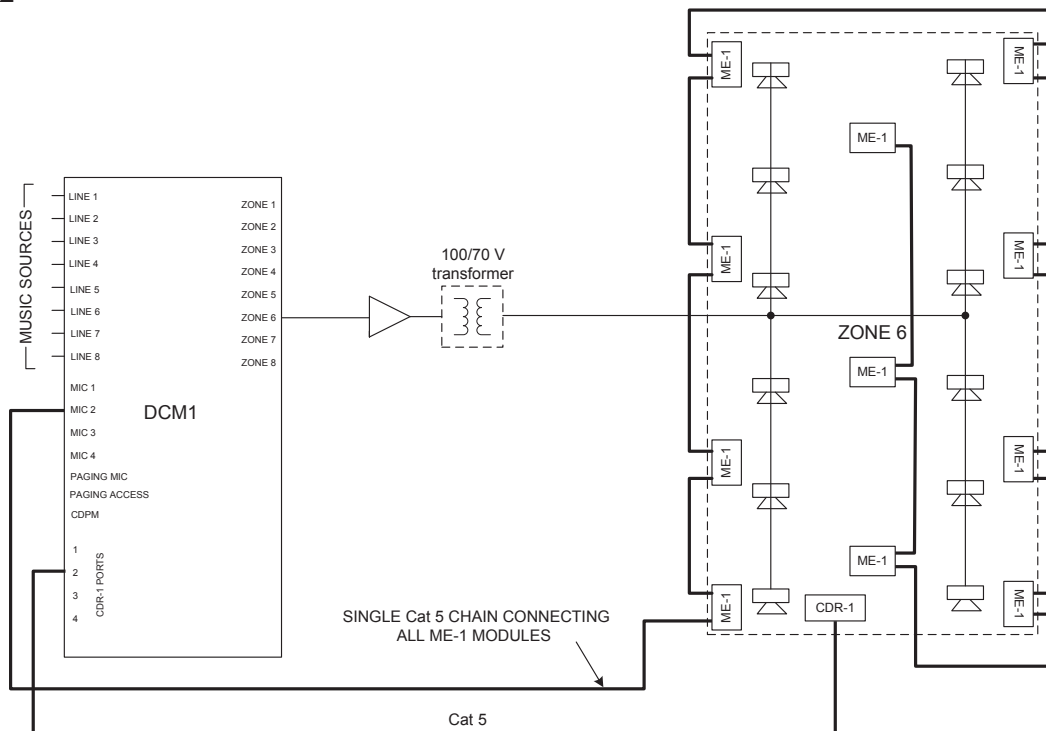 MUSIC SOURCES
LINE 1
LINE 2
LINE 3
LINE 4
LINE 5
LINE 6
LINE 7
LINE 8
MIC 1
MIC 2
MIC 3
MIC 4
PAGING MIC
PAGING ACCESS
CDPM
1
2
3
4
CDR-1 PORTS
DCM1
ZONE 1
ZONE 2
ZONE 3
ZONE 4
ZONE 5
ZONE 6
ZONE 7
ZONE 8
100/70 V
transformer
ME-1
ME-1
ME-1
ME-1
ME-1
ME-1
ME-1
ZONE 6
ME-1
ME-1
ME-1
ME-1
CDR-1
SINGLE Cat 5 CHAIN CONNECTING
ALL ME-1 MODULES
Cat 5